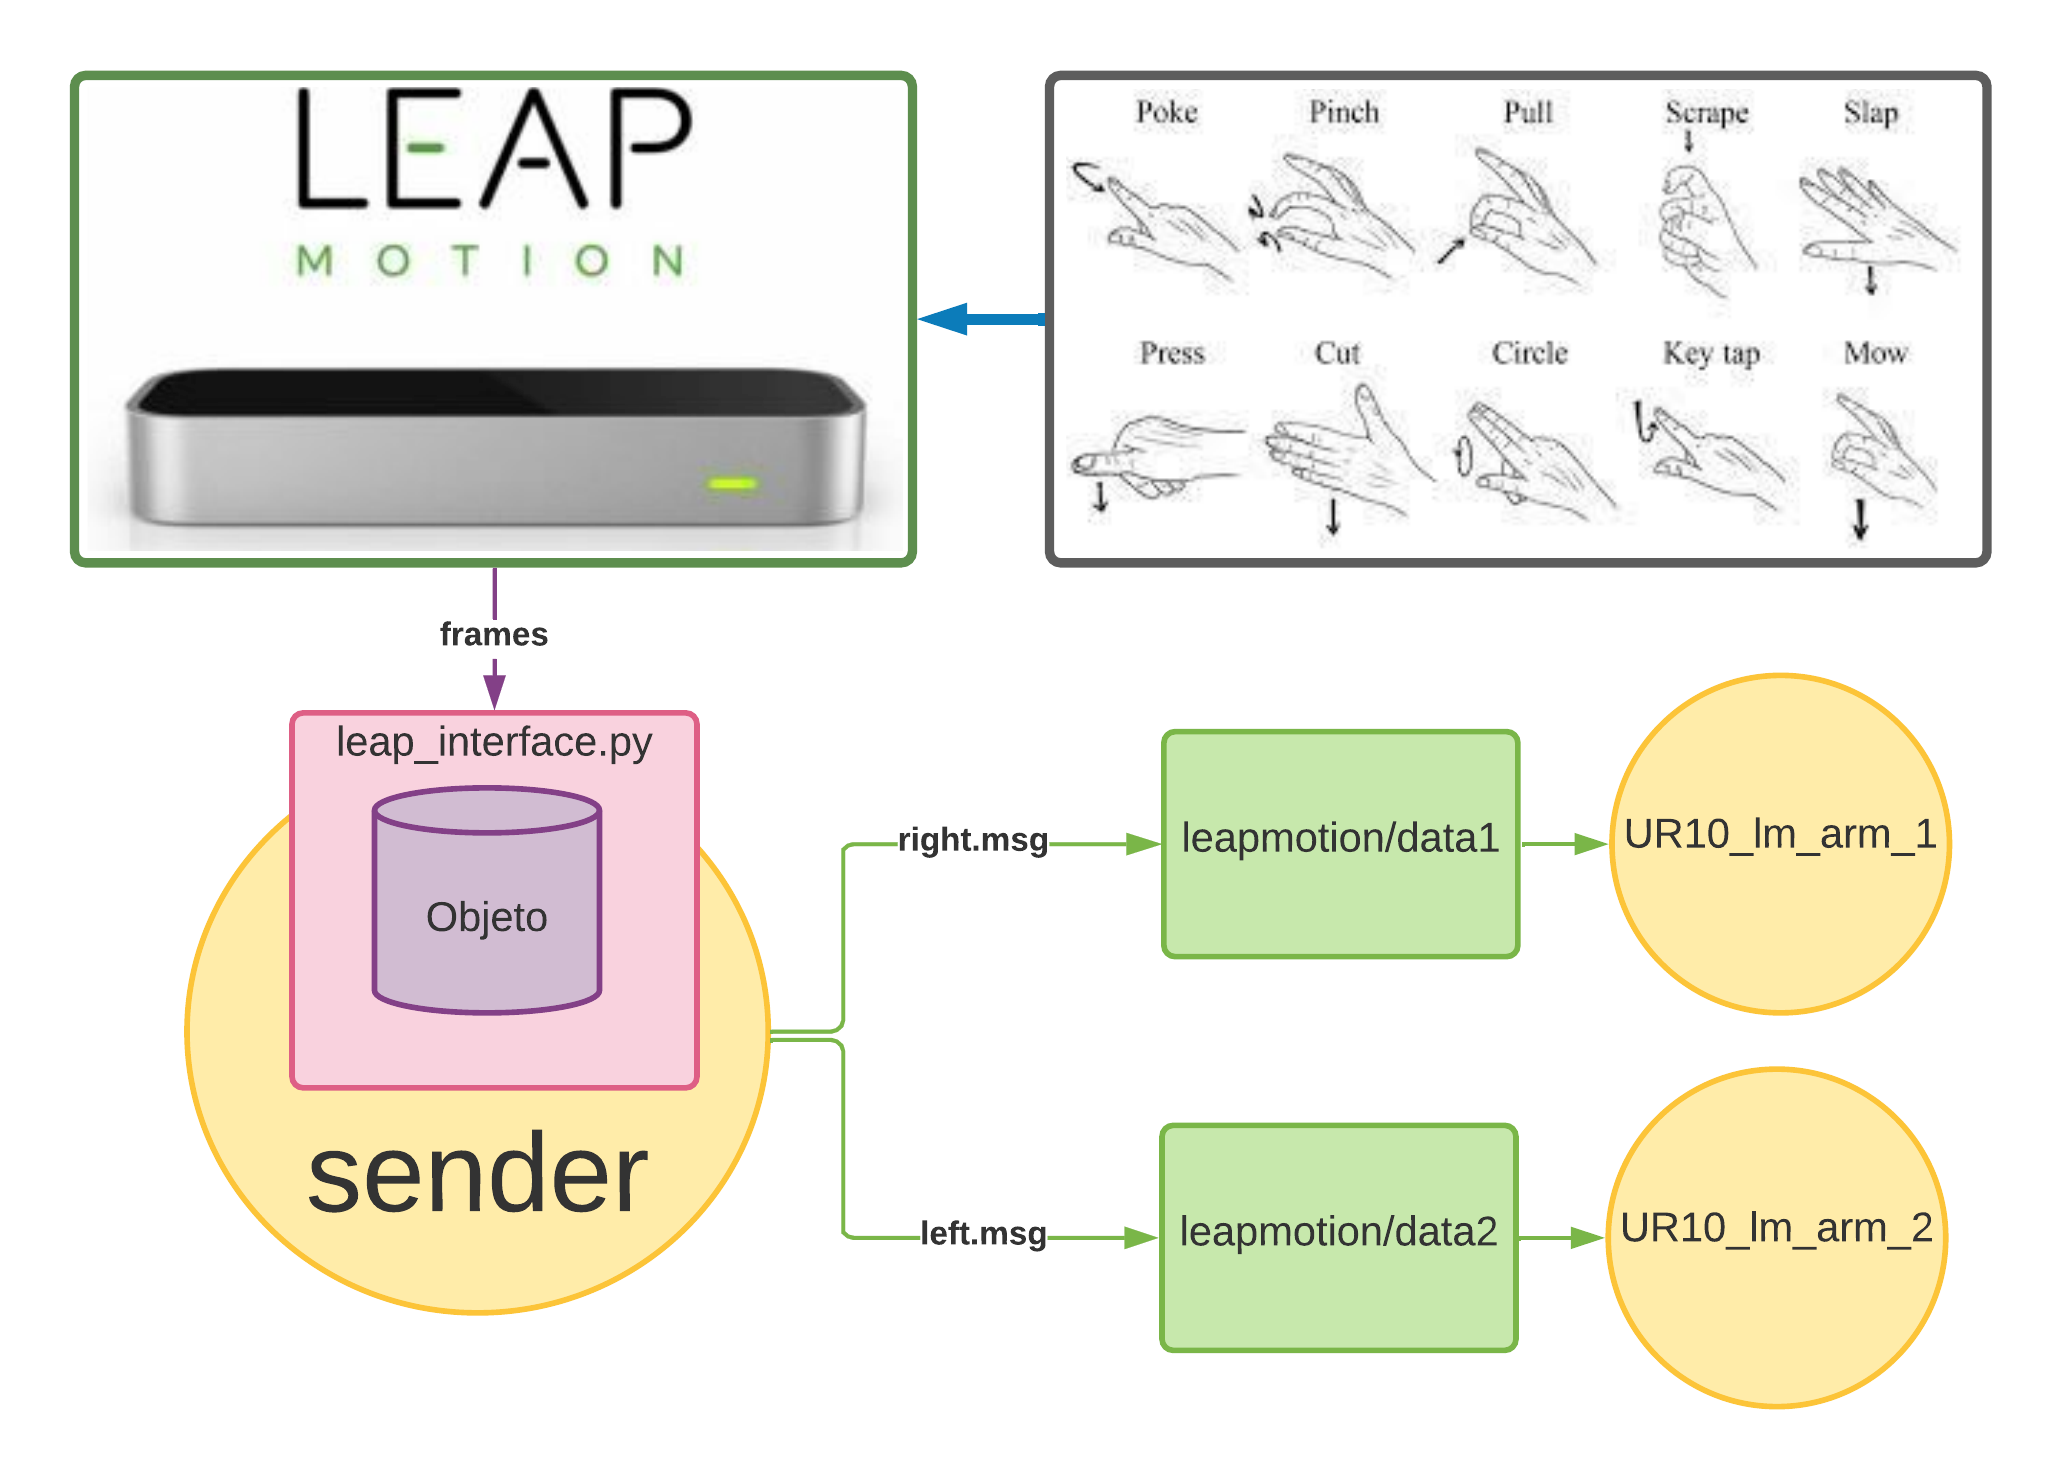 LEAP
MOTION
Poke Pinch Pull Scrape Slap
Press Cut Circle Key tap Mow
frames
leap_interface.py
Objeto
sender
right.msg
leapmotion/data1
UR10_lm_arm_1
left.msg
leapmotion/data2
UR10_lm_arm_2